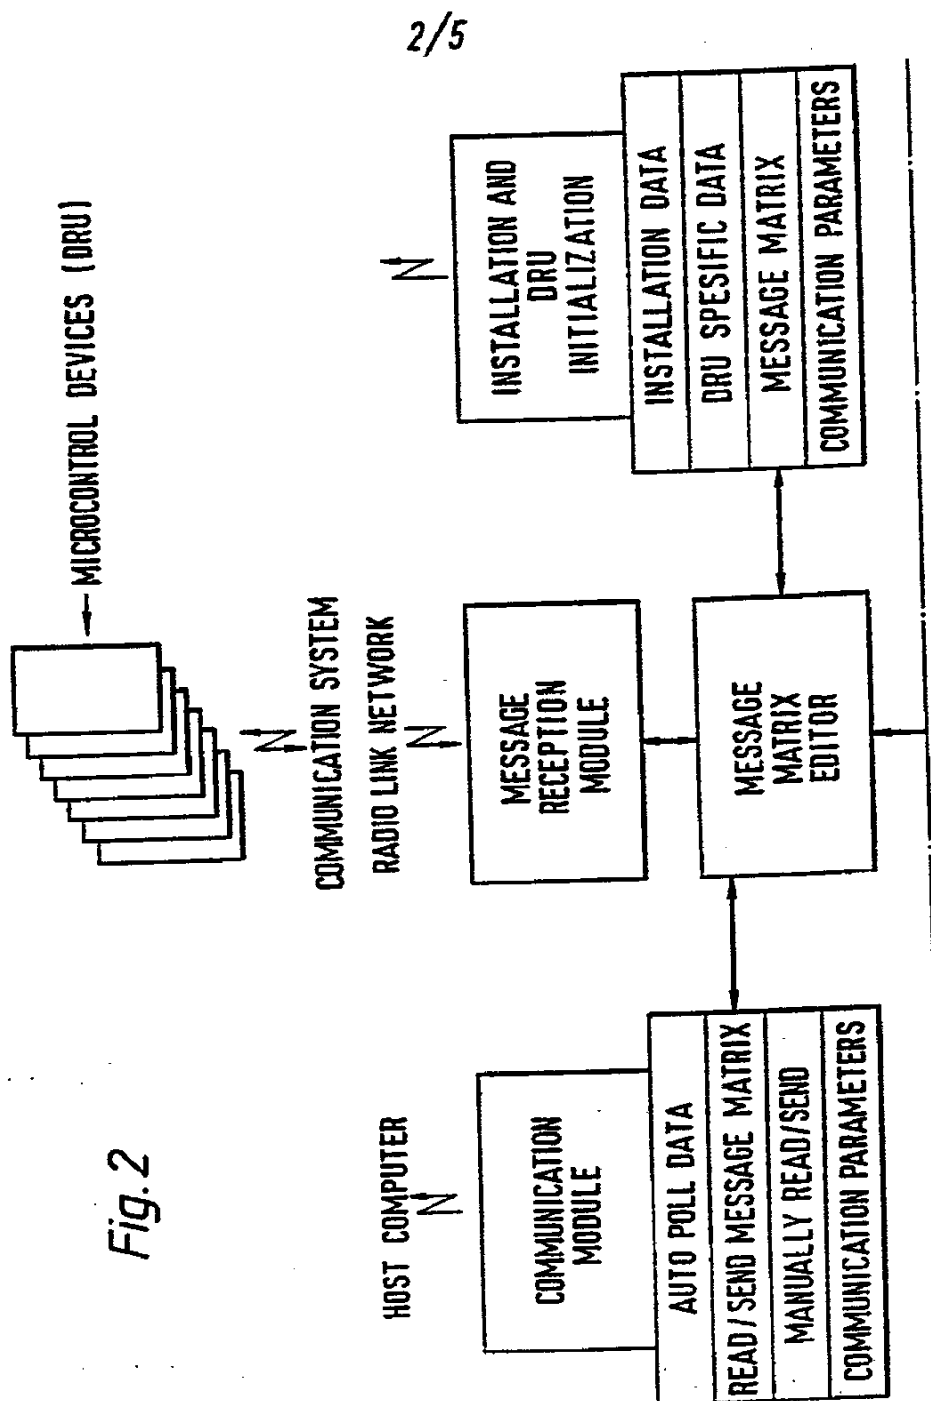 2/5
Fig.2
MICROCONTROL DEVICES (DRU)
COMMUNICATION SYSTEM
RADIO LINK NETWORK
HOST COMPUTER
COMMUNICATION
MODULE
AUTO POLL DATA
READ/SEND MESSAGE MATRIX
MANUALLY READ/SEND
COMMUNICATION PARAMETERS
MESSAGE
RECEPTION
MODULE
MESSAGE
MATRIX
EDITOR
INSTALLATION AND
DRU
INITIALIZATION
INSTALLATION DATA
DRU SPESIFIC DATA
MESSAGE MATRIX
COMMUNICATION PARAMETERS